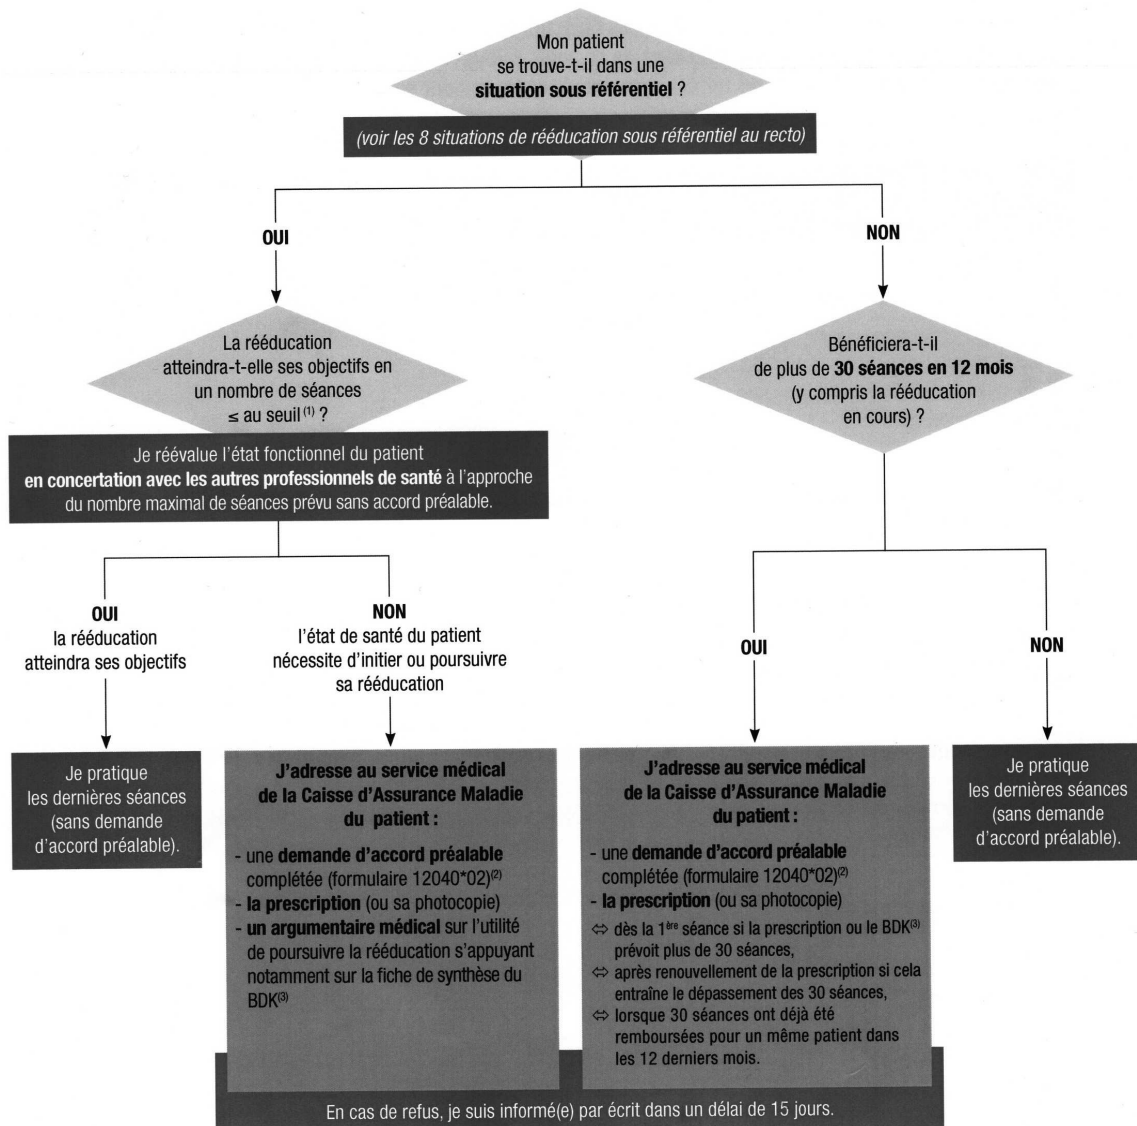 Mon patient
se trouve-t-il dans une
situation sous référentiel ?
(voir les 8 situations de rééducation sous référentiel au recto)
OUI
NON
La rééducation
atteindra-t-elle ses objectifs en
un nombre de séances
≤ au seuil (1) ?
Je réévalue l'état fonctionnel du patient
en concertation avec les autres professionnels de santé à l'approche
du nombre maximal de séances prévu sans accord préalable.
Bénéficiera-t-il
de plus de 30 séances en 12 mois
(y compris la rééducation
en cours) ?
OUI
la rééducation
atteindra ses objectifs
NON
l'état de santé du patient
nécessite d'initier ou poursuivre
sa rééducation
OUI
NON
Je pratique
les dernières séances
(sans demande
d'accord préalable).
J'adresse au service médical
de la Caisse d'Assurance Maladie
du patient :
- une demande d'accord préalable
complétée (formulaire 12040*02)(2)
- la prescription (ou sa photocopie)
- un argumentaire médical sur l'utilité
de poursuivre la rééducation s'appuyant
notamment sur la fiche de synthèse du
BDK(3)
J'adresse au service médical
de la Caisse d'Assurance Maladie
du patient :
- une demande d'accord préalable
complétée (formulaire 12040*02)(2)
- la prescription (ou sa photocopie)
⇔ dès la 1ère séance si la prescription ou le BDK(3)
prévoit plus de 30 séances,
⇔ après renouvellement de la prescription si cela
entraîne le dépassement des 30 séances,
⇔ lorsque 30 séances ont déjà été
remboursées pour un même patient dans
les 12 derniers mois.
Je pratique
les dernières séances
(sans demande
d'accord préalable).
En cas de refus, je suis informé(e) par écrit dans un délai de 15 jours.